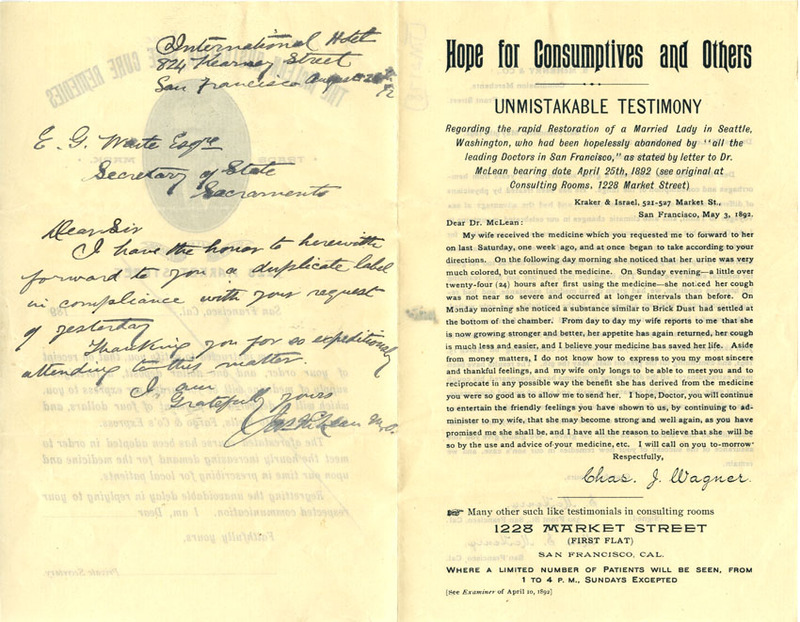 International Hotel
824 Kearney Street
San Francisco August
E. G. Waite Esqre
Secretary of State
Sacramento
Dear Sir
I have the honor to herewith
forward to you a duplicate label
in compliance with your request
of yesterday
Thanking you for so expeditiously
attending to this matter.
I am
Gratefully yours
McLean M.D.
Hope for Consumptives and Others
UNMISTAKABLE TESTIMONY
Regarding the rapid Restoration of a Married Lady in Seattle,
Washington, who had been hopelessly abandoned by "all the
leading Doctors in San Francisco," as stated by letter to Dr.
McLean bearing date April 25th, 1892 (see original at
Consulting Rooms. 1228 Market Street)
Kraker & Israel, 521-527 Market St.,
San Francisco, May 3, 1892.
Dear Dr. McLean:
My wife received the medicine which you requested me to forward to her
on last Saturday, one week ago, and at once began to take according to your
directions. On the following day my wife noticed that her urine was very
much colored, but continued the medicine. On Sunday evening—a little over
twenty-four (24) hours after first using the medicine—she noticed her cough
was not near so severe and occurred at longer intervals than before. On
Monday morning she noticed a substance similar to Brick Dust had settled at
the bottom of the chamber. From day to day my wife reports to me that she
is now growing stronger and better, her appetite has again returned, her cough
is much less and easier, and I believe your medicine has saved her life. Aside
from money matters, I do not know how to express to you my most sincere
and thankful feelings, and my wife only longs to be able to meet you and to
reciprocate in any possible way the benefit she has derived from the medicine
you were so good as to allow me to send her. I hope, Doctor, you will continue
to entertain the friendly feelings you have shown to us, by continuing to ad-
minister to my wife, that she may become strong and well again, as you have
promised me she shall be, and I have all the reason to believe that she will be
so by the use and advice of your medicine, etc. I will call on you to-morrow
Respectfully,
Chas. J. Wagner.
Many other such like testimonials in consulting rooms
1228 MARKET STREET
(FIRST FLAT)
SAN FRANCISCO, CAL.
WHERE A LIMITED NUMBER OF PATIENTS WILL BE SEEN, FROM
1 TO 4 P. M., SUNDAYS EXCEPTED
[See Examiner of April 10, 1892]